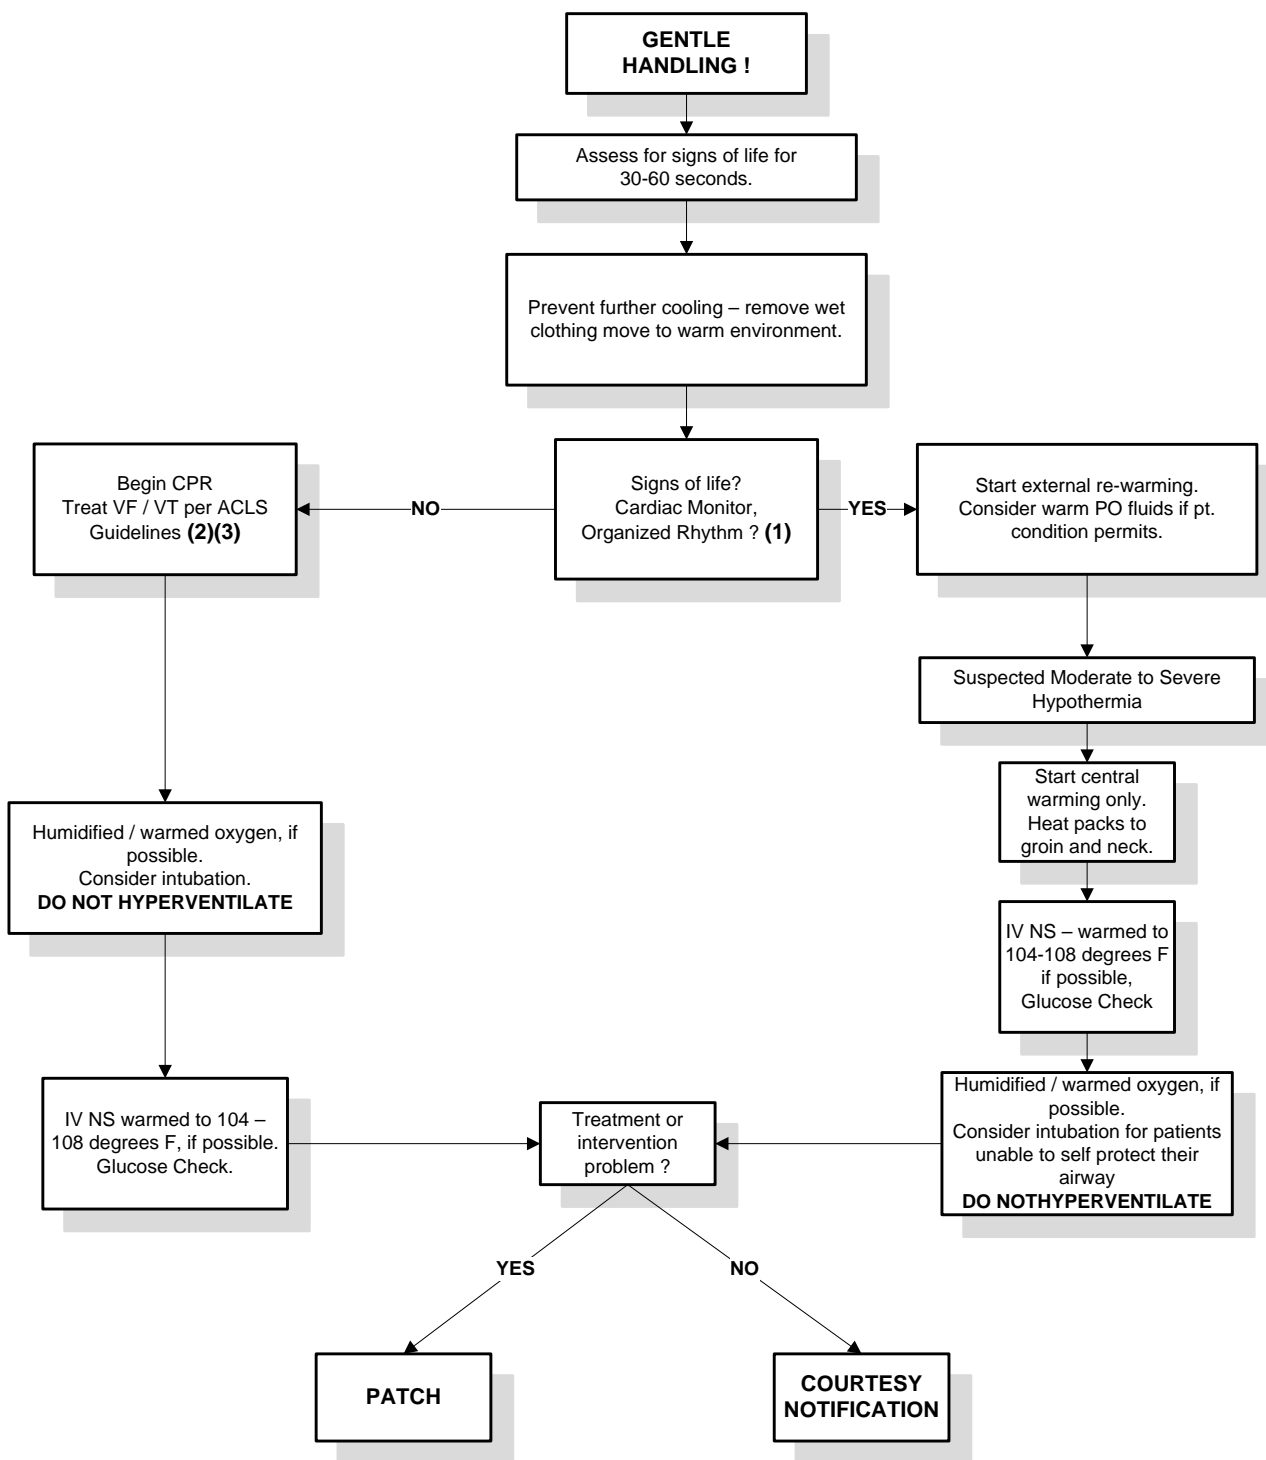 GENTLE
HANDLING !
Assess for signs of life for
30-60 seconds.
Prevent further cooling – remove wet
clothing move to warm environment.
Signs of life?
Cardiac Monitor,
Organized Rhythm ? (1)
NO
YES
Begin CPR
Treat VF / VT per ACLS
Guidelines (2)(3)
Start external re-warming.
Consider warm PO fluids if pt.
condition permits.
Suspected Moderate to Severe
Hypothermia
Start central
warming only.
Heat packs to
groin and neck.
Humidified / warmed oxygen, if
possible.
Consider intubation.
DO NOT HYPERVENTILATE
IV NS – warmed to
104-108 degrees F
if possible,
Glucose Check
IV NS warmed to 104 –
108 degrees F, if possible.
Glucose Check.
Treatment or
intervention
problem ?
Humidified / warmed oxygen, if
possible.
Consider intubation for patients
unable to self protect their
airway
DO NOTHYPERVENTILATE
YES
NO
PATCH
COURTESY
NOTIFICATION